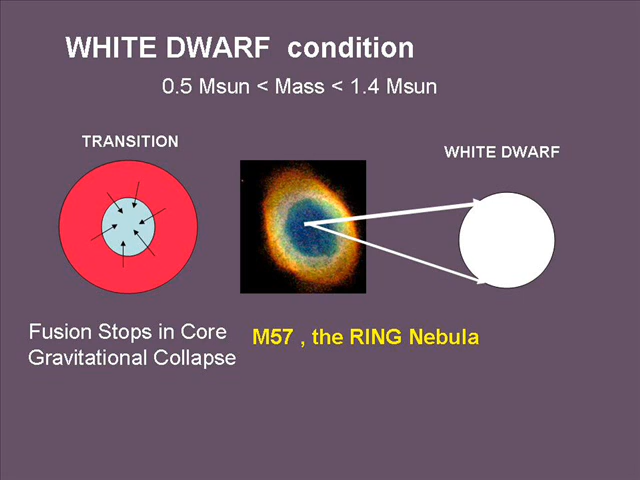 WHITE DWARF condition
0.5 Msun < Mass < 1.4 Msun
TRANSITION
WHITE DWARF
Fusion Stops in Core
Gravitational Collapse
M57 , the RING Nebula